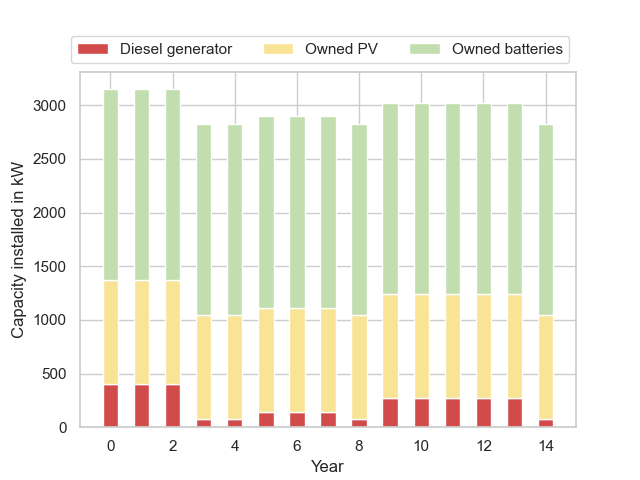 Diesel generator Owned PV Owned batteries
3000
2500
2000
1500
1000
500
0
Capacity installed in kW
0 2 4 6 8 10 12 14
Year